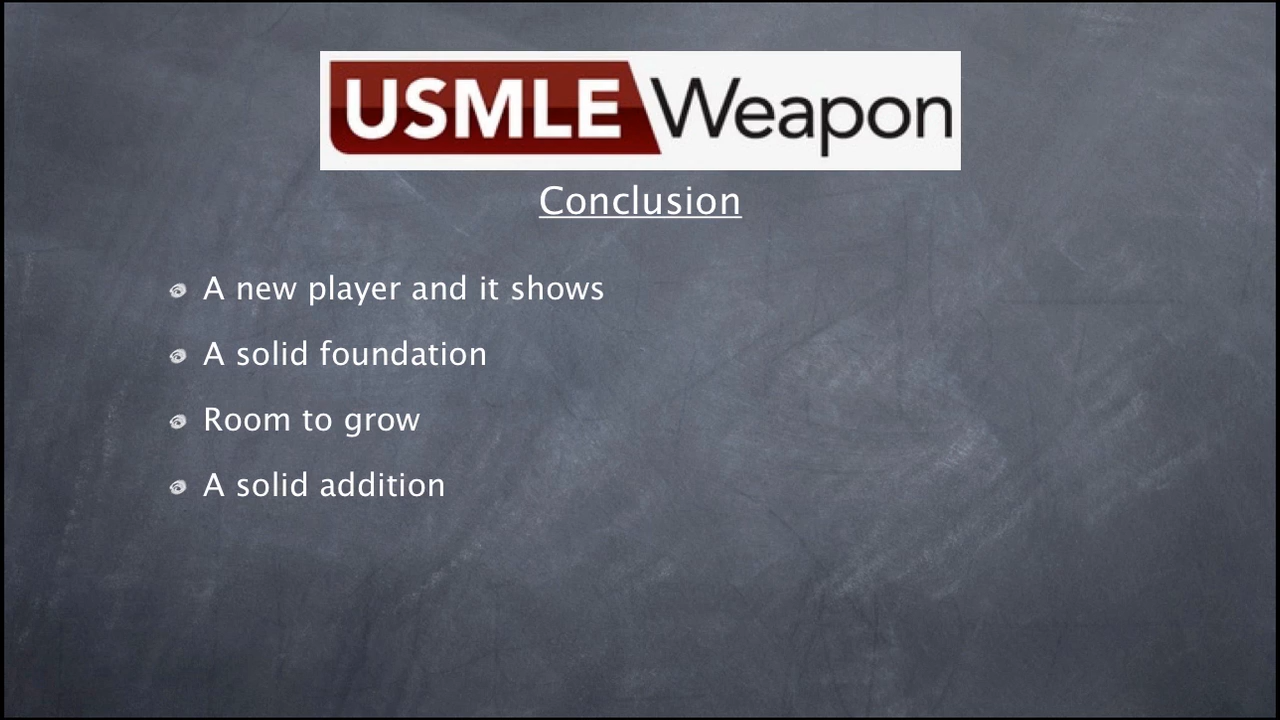 USMLE Weapon
Conclusion
A new player and it shows
A solid foundation
Room to grow
A solid addition